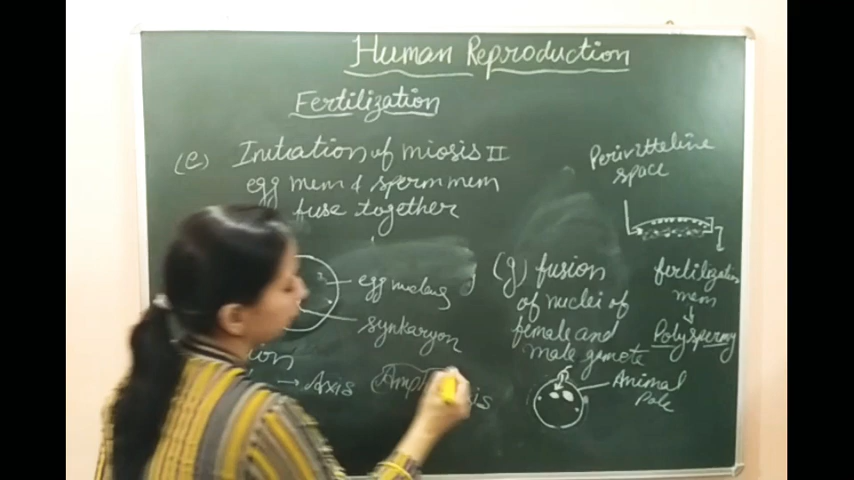 Human Reproduction
Fertilization
(e) Initiation of miosis II
egg mem & sperm mem
fuse together
egg nucleus
synkaryon
→ Axis
Perivitteline
space
fertilization
mem
Polyspermy
(g) fusion
of nuclei of
female and
male gamote
Animal
Pole